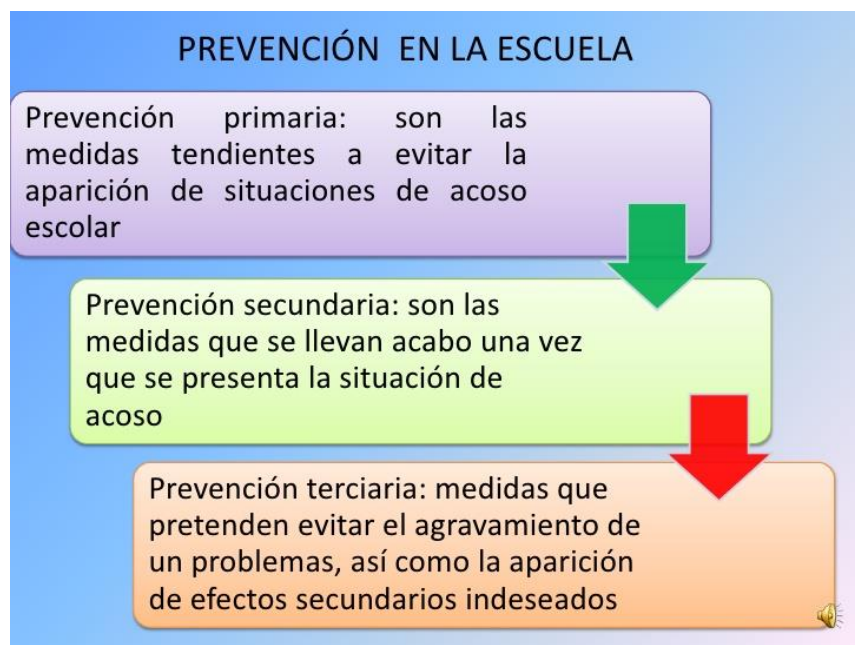 PREVENCIÓN EN LA ESCUELA
Prevención primaria: son las
medidas tendientes a evitar la
aparición de situaciones de acoso
escolar
Prevención secundaria: son las
medidas que se llevan acabo una vez
que se presenta la situación de
acoso
Prevención terciaria: medidas que
pretenden evitar el agravamiento de
un problemas, así como la aparición
de efectos secundarios indeseados